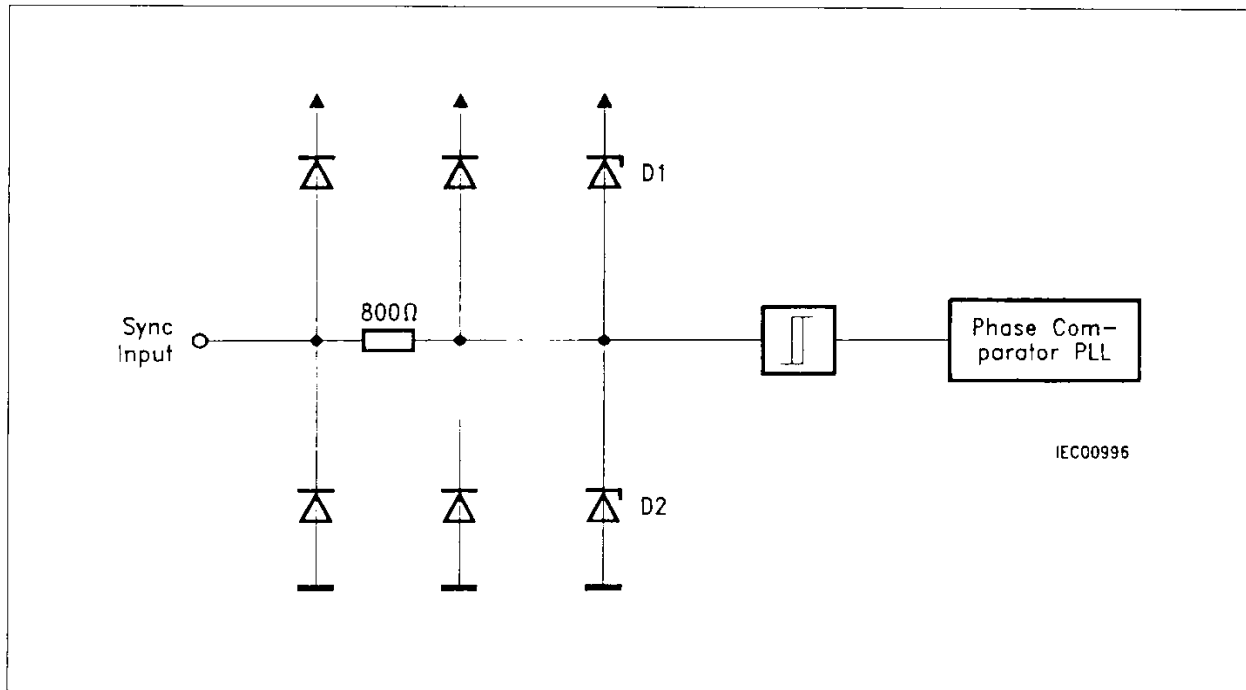 D1
800Ω
Sync
Input
Phase Com-
parator PLL
IEC00996
D2